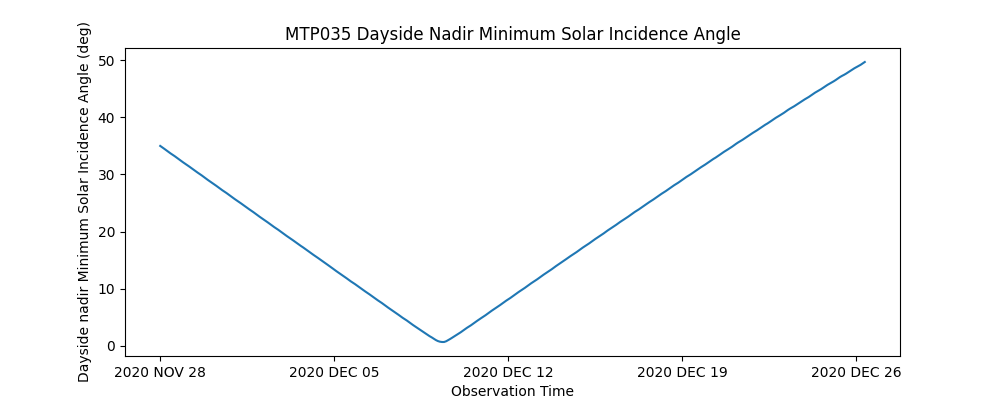 MTP035 Dayside Nadir Minimum Solar Incidence Angle
Dayside nadir Minimum Solar Incidence Angle (deg)
50
40
30
20
10
0
2020 NOV 28
2020 DEC 05
2020 DEC 12
2020 DEC 19
2020 DEC 26
Observation Time